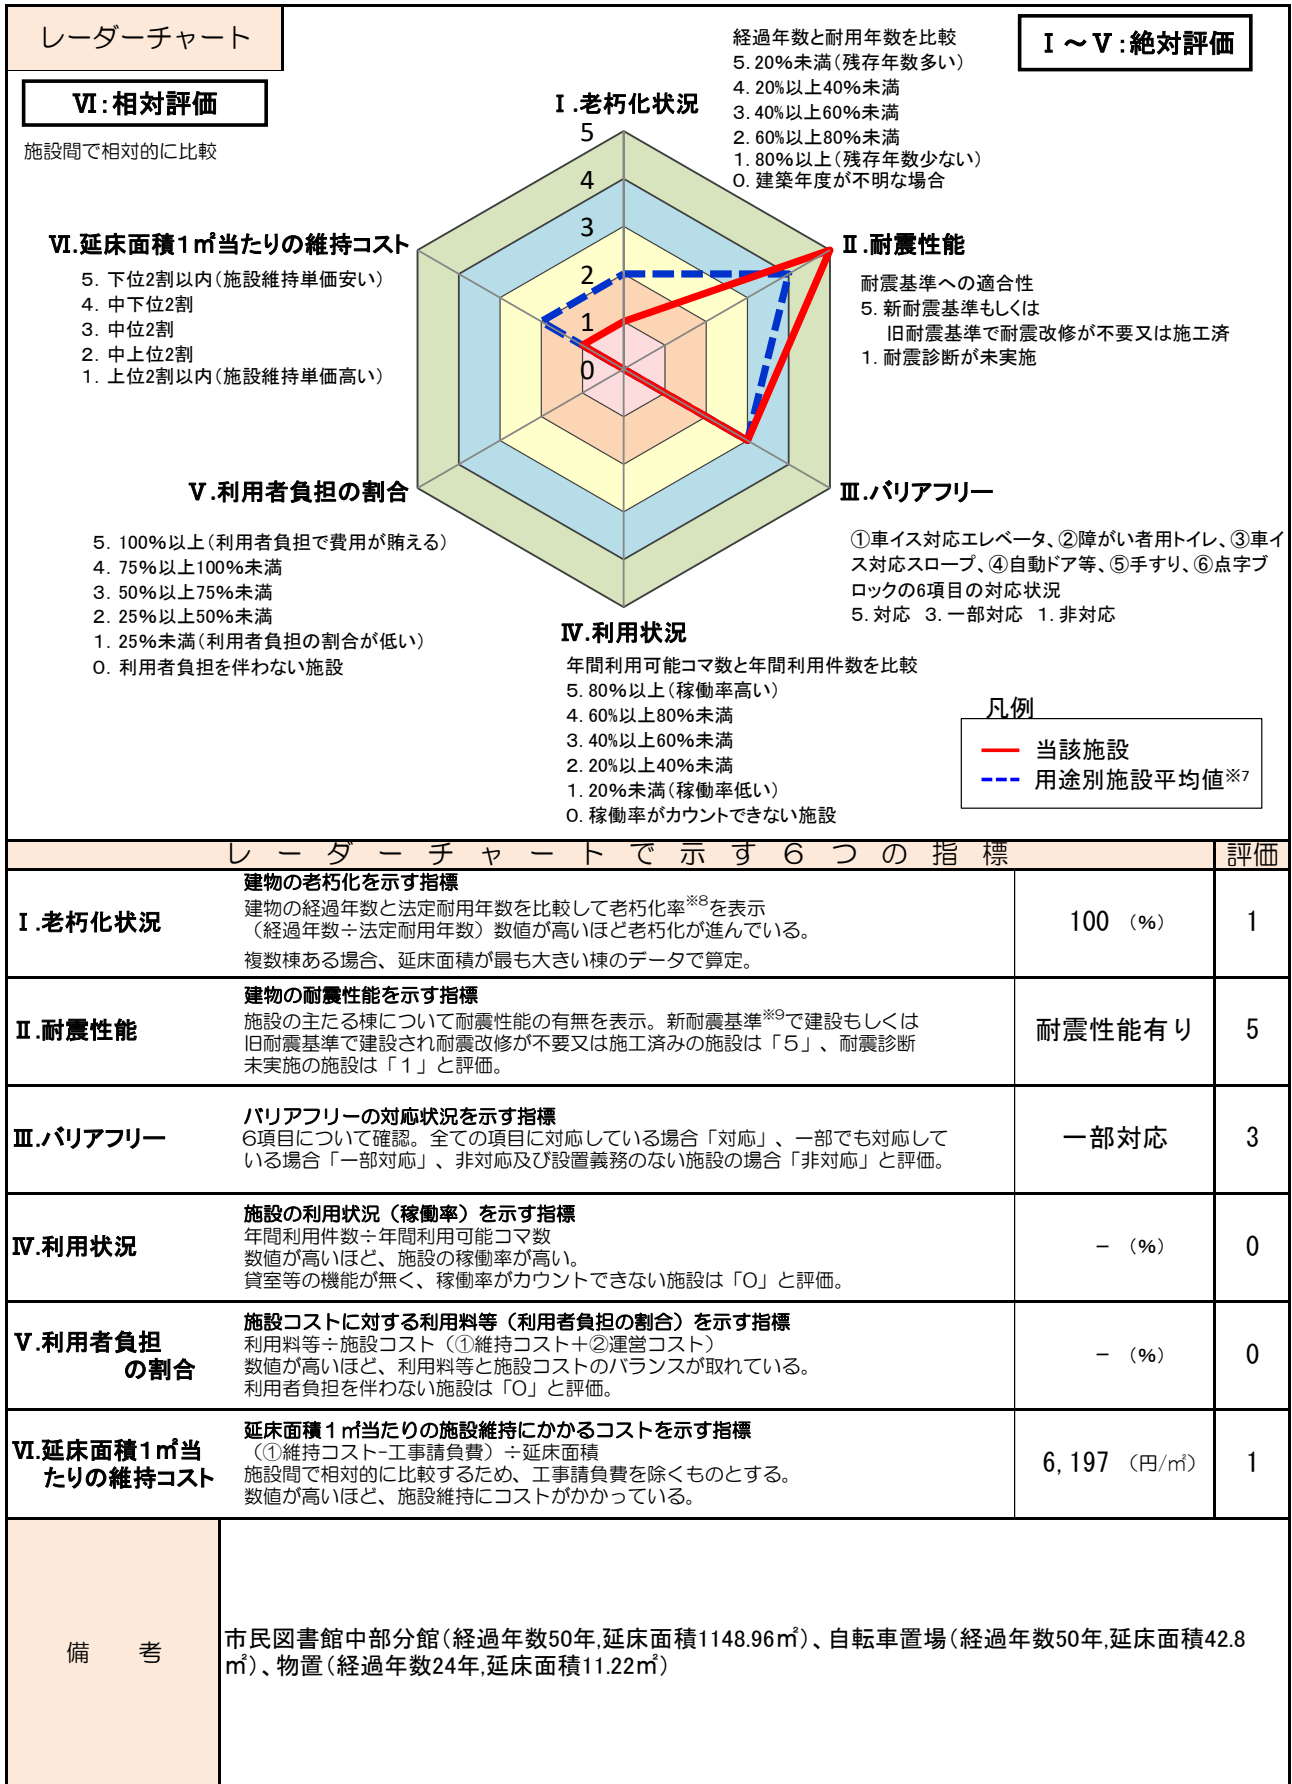 レーダーチャート
Ⅰ～Ⅴ:絶対評価
Ⅵ:相対評価
施設間で相対的に比較
経過年数と耐用年数を比較
5.20%未満(残存年数多い)
4.20%以上40%未満
3.40%以上60%未満
2.60%以上80%未満
1.80%以上(残存年数少ない)
0.建築年度が不明な場合
Ⅰ.老朽化状況
5
4
3
2
1
0
Ⅱ.耐震性能
耐震基準への適合性
5.新耐震基準もしくは
旧耐震基準で耐震改修が不要又は施工済
1.耐震診断が未実施
Ⅵ.延床面積1㎡当たりの維持コスト
5.下位2割以内(施設維持単価安い)
4.中下位2割
3.中位2割
2.中上位2割
1.上位2割以内(施設維持単価高い)
Ⅴ.利用者負担の割合
5.100%以上(利用者負担で費用が賄える)
4.75%以上100%未満
3.50%以上75%未満
2.25%以上50%未満
1.25%未満(利用者負担の割合が低い)
0.利用者負担を伴わない施設
Ⅲ.バリアフリー
①車イス対応エレベータ、②障がい者用トイレ、③車イ
ス対応スロープ、④自動ドア等、⑤手すり、⑥点字ブ
ロックの6項目の対応状況
5.対応 3.一部対応 1.非対応
Ⅳ.利用状況
年間利用可能コマ数と年間利用件数を比較
5.80%以上(稼働率高い)
4.60%以上80%未満
3.40%以上60%未満
2.20%以上40%未満
1.20%未満(稼働率低い)
0.稼働率がカウントできない施設
凡例
当該施設
用途別施設平均値※7
レーダーチャートで示す6つの指標 評価
Ⅰ.老朽化状況
建物の老朽化を示す指標
建物の経過年数と法定耐用年数を比較して老朽化率※8を表示
(経過年数÷法定耐用年数)数値が高いほど老朽化が進んでいる。
複数棟ある場合、延床面積が最も大きい棟のデータで算定。
100 (%) 1
Ⅱ.耐震性能
建物の耐震性能を示す指標
施設の主たる棟について耐震性能の有無を表示。新耐震基準※9で建設もしくは
旧耐震基準で建設され耐震改修が不要又は施工済みの施設は「5」、耐震診断
未実施の施設は「1」と評価。
耐震性能有り 5
Ⅲ.バリアフリー
バリアフリーの対応状況を示す指標
6項目について確認。全ての項目に対応している場合「対応」、一部でも対応して
いる場合「一部対応」、非対応及び設置義務のない施設の場合「非対応」と評価。
一部対応 3
Ⅳ.利用状況
施設の利用状況(稼働率)を示す指標
年間利用件数÷年間利用可能コマ数
数値が高いほど、施設の稼働率が高い。
貸室等の機能が無く、稼働率がカウントできない施設は「0」と評価。
- (%) 0
Ⅴ.利用者負担
の割合
施設コストに対する利用料等(利用者負担の割合)を示す指標
利用料等÷施設コスト(①維持コスト+②運営コスト)
数値が高いほど、利用料等と施設コストのバランスが取れている。
利用者負担を伴わない施設は「0」と評価。
- (%) 0
Ⅵ.延床面積1㎡当
たりの維持コスト
延床面積1㎡当たりの施設維持にかかるコストを示す指標
(①維持コスト-工事請負費)÷延床面積
施設間で相対的に比較するため、工事請負費を除くものとする。
数値が高いほど、施設維持にコストがかかっている。
6,197 (円/㎡) 1
備 考
市民図書館中部分館(経過年数50年,延床面積1148.96㎡)、自転車置場(経過年数50年,延床面積42.8
㎡)、物置(経過年数24年,延床面積11.22㎡)